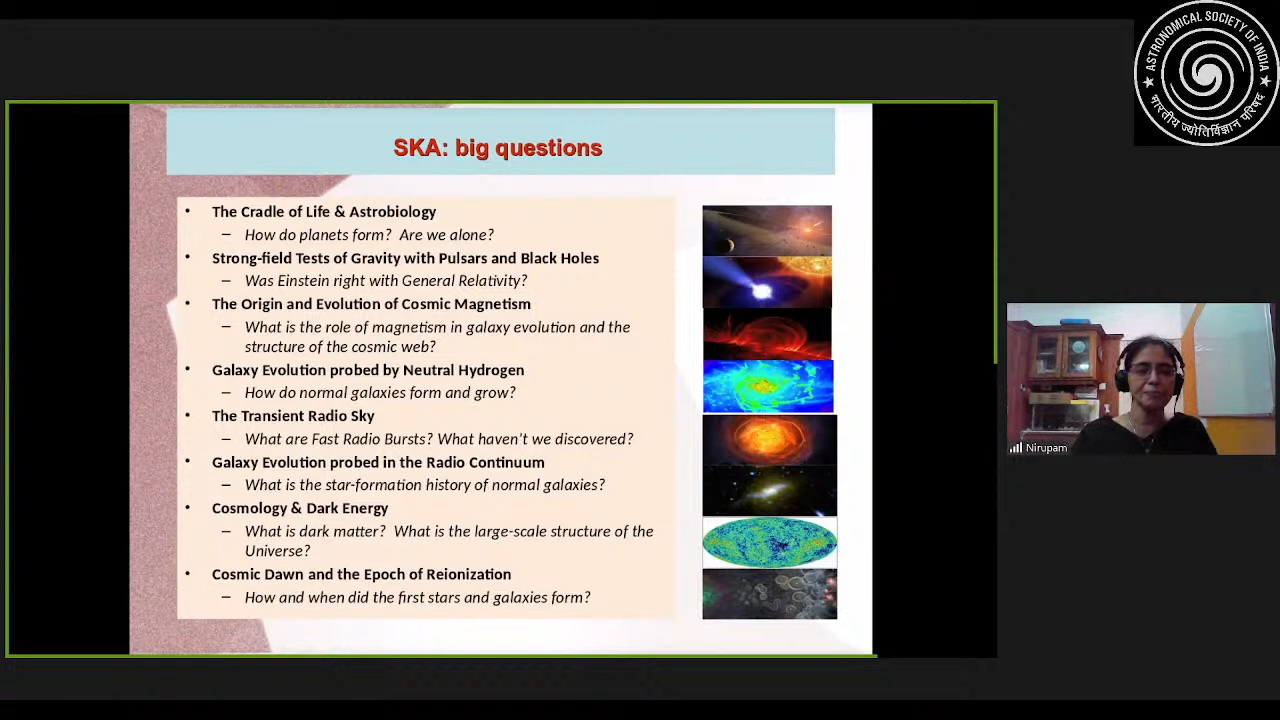 ASTRONOMICAL SOCIETY OF INDIA
भारतीय ज्योतिर्विज्ञान परिषद
SKA: big questions
• The Cradle of Life & Astrobiology
– How do planets form? Are we alone?
• Strong-field Tests of Gravity with Pulsars and Black Holes
– Was Einstein right with General Relativity?
• The Origin and Evolution of Cosmic Magnetism
– What is the role of magnetism in galaxy evolution and the
structure of the cosmic web?
• Galaxy Evolution probed by Neutral Hydrogen
– How do normal galaxies form and grow?
• The Transient Radio Sky
– What are Fast Radio Bursts? What haven't we discovered?
• Galaxy Evolution probed in the Radio Continuum
– What is the star-formation history of normal galaxies?
• Cosmology & Dark Energy
– What is dark matter? What is the large-scale structure of the
Universe?
• Cosmic Dawn and the Epoch of Reionization
– How and when did the first stars and galaxies form?
Nirupam